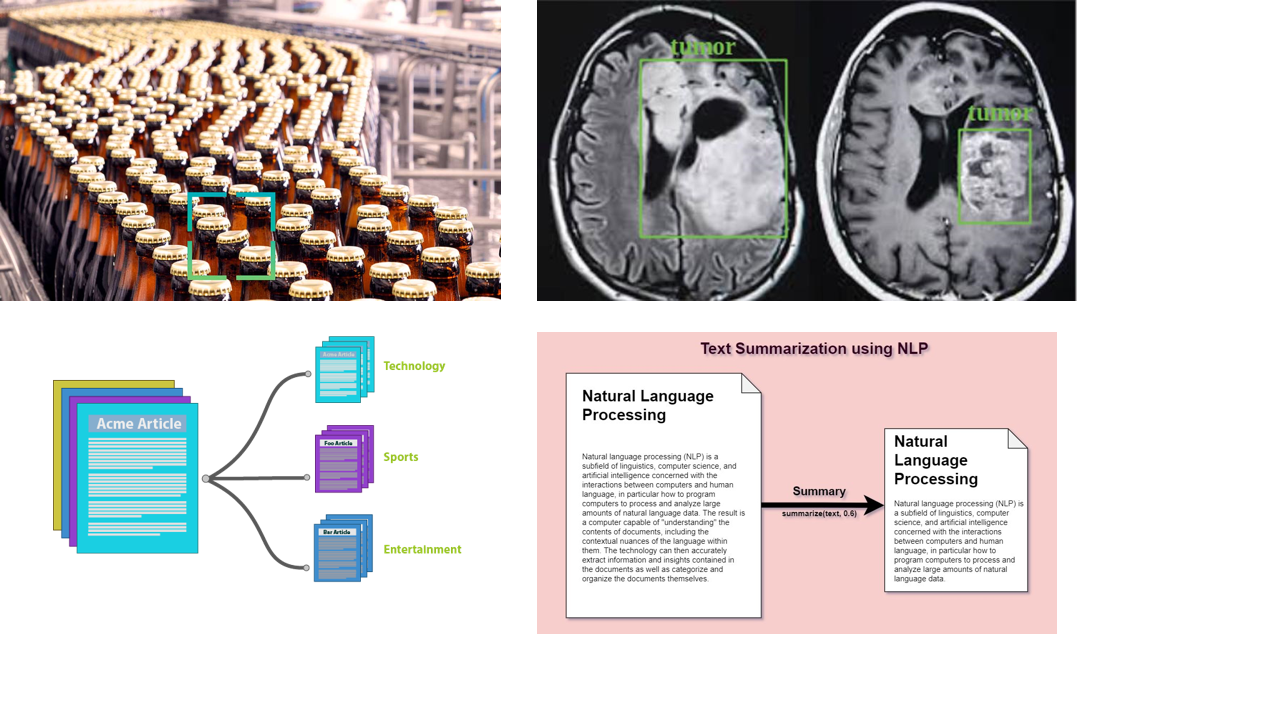 tumor
tumor
Acme Article
Acme Article
Technology
Foo Article
Sports
Bar Article
Entertainment
Text Summarization using NLP
Natural Language
Processing
Natural language processing (NLP) is a
subfield of linguistics, computer science, and
artificial intelligence concerned with the
interactions between computers and human
language, in particular how to program
computers to process and analyze large
amounts of natural language data. The result is
a computer capable of "understanding" the
contents of documents, including the
contextual nuances of the language within
them. The technology can then accurately
extract information and insights contained in
the documents as well as categorize and
organize the documents themselves.
Summary
summarize(text, 0.6)
Natural
Language
Processing
Natural language processing (NLP) is
a subfield of linguistics, computer
science, and artificial intelligence
concerned with the interactions
between computers and human
language, in particular how to
program computers to process and
analyze large amounts of natural
language data.